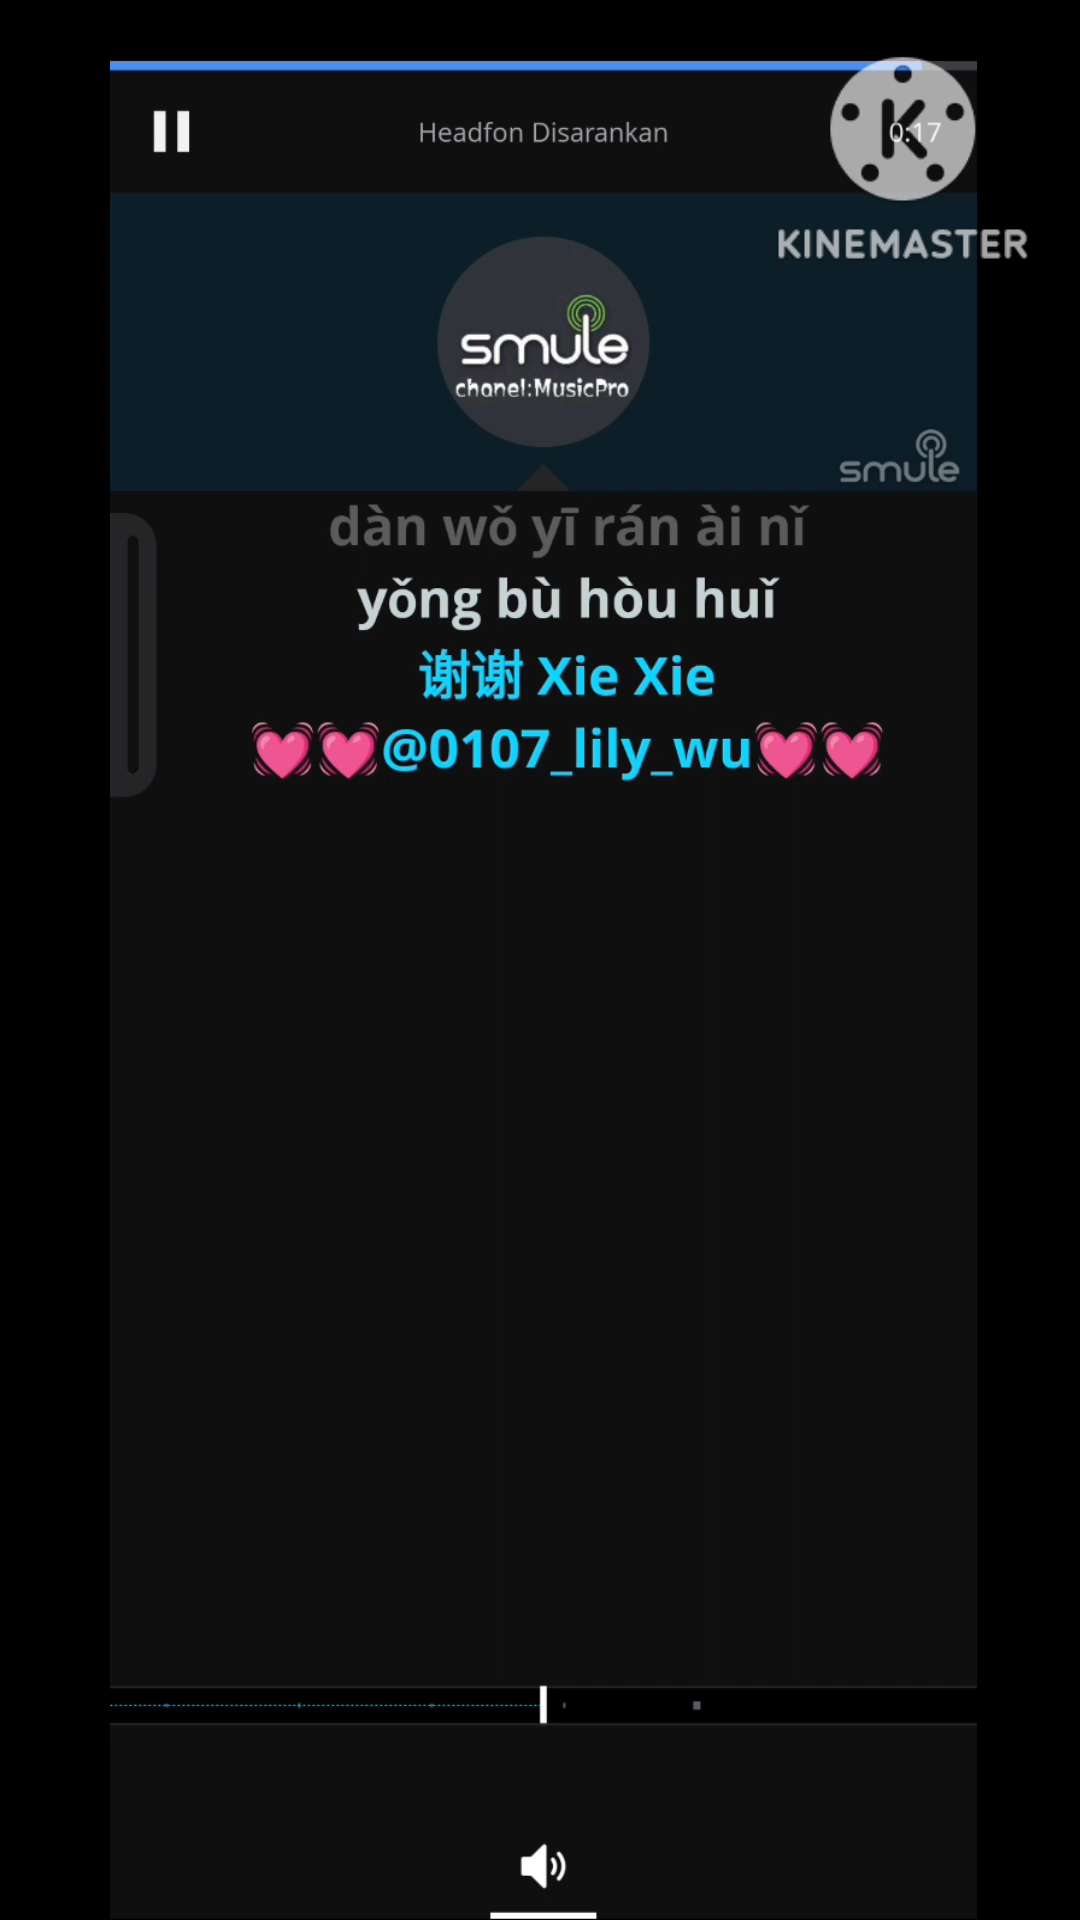 Headfon Disarankan
0:17
K
KINEMASTER
smule
chanel:MusicPro
smule
dàn wǒ yī rán ài nǐ
yǒng bù hòu huǐ
谢谢 Xie Xie
💓💓@0107_lily_wu💓💓